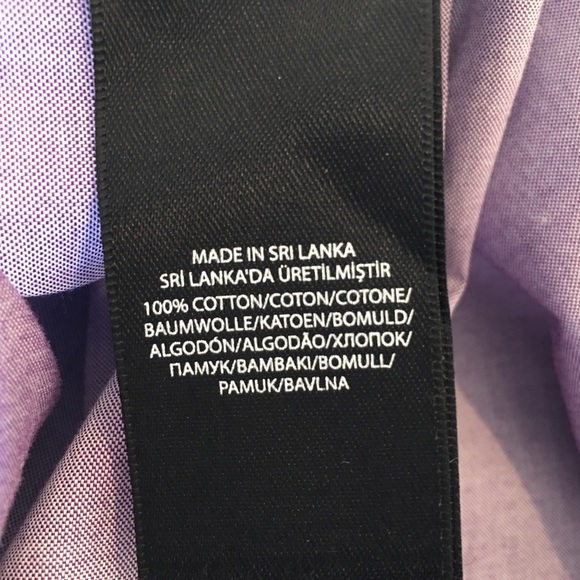 MADE IN SRI LANKA
SRİ LANKA'DA ÜRETİLMİŞTİR
100% COTTON/COTON/COTONE/
BAUMWOLLE/KATOEN/BOMULD/
ALGODÓN/ALGODÃO/ХЛОПОК/
ПАМУК/BAMBAKI/BOMULL/
PAMUK/BAVLNA